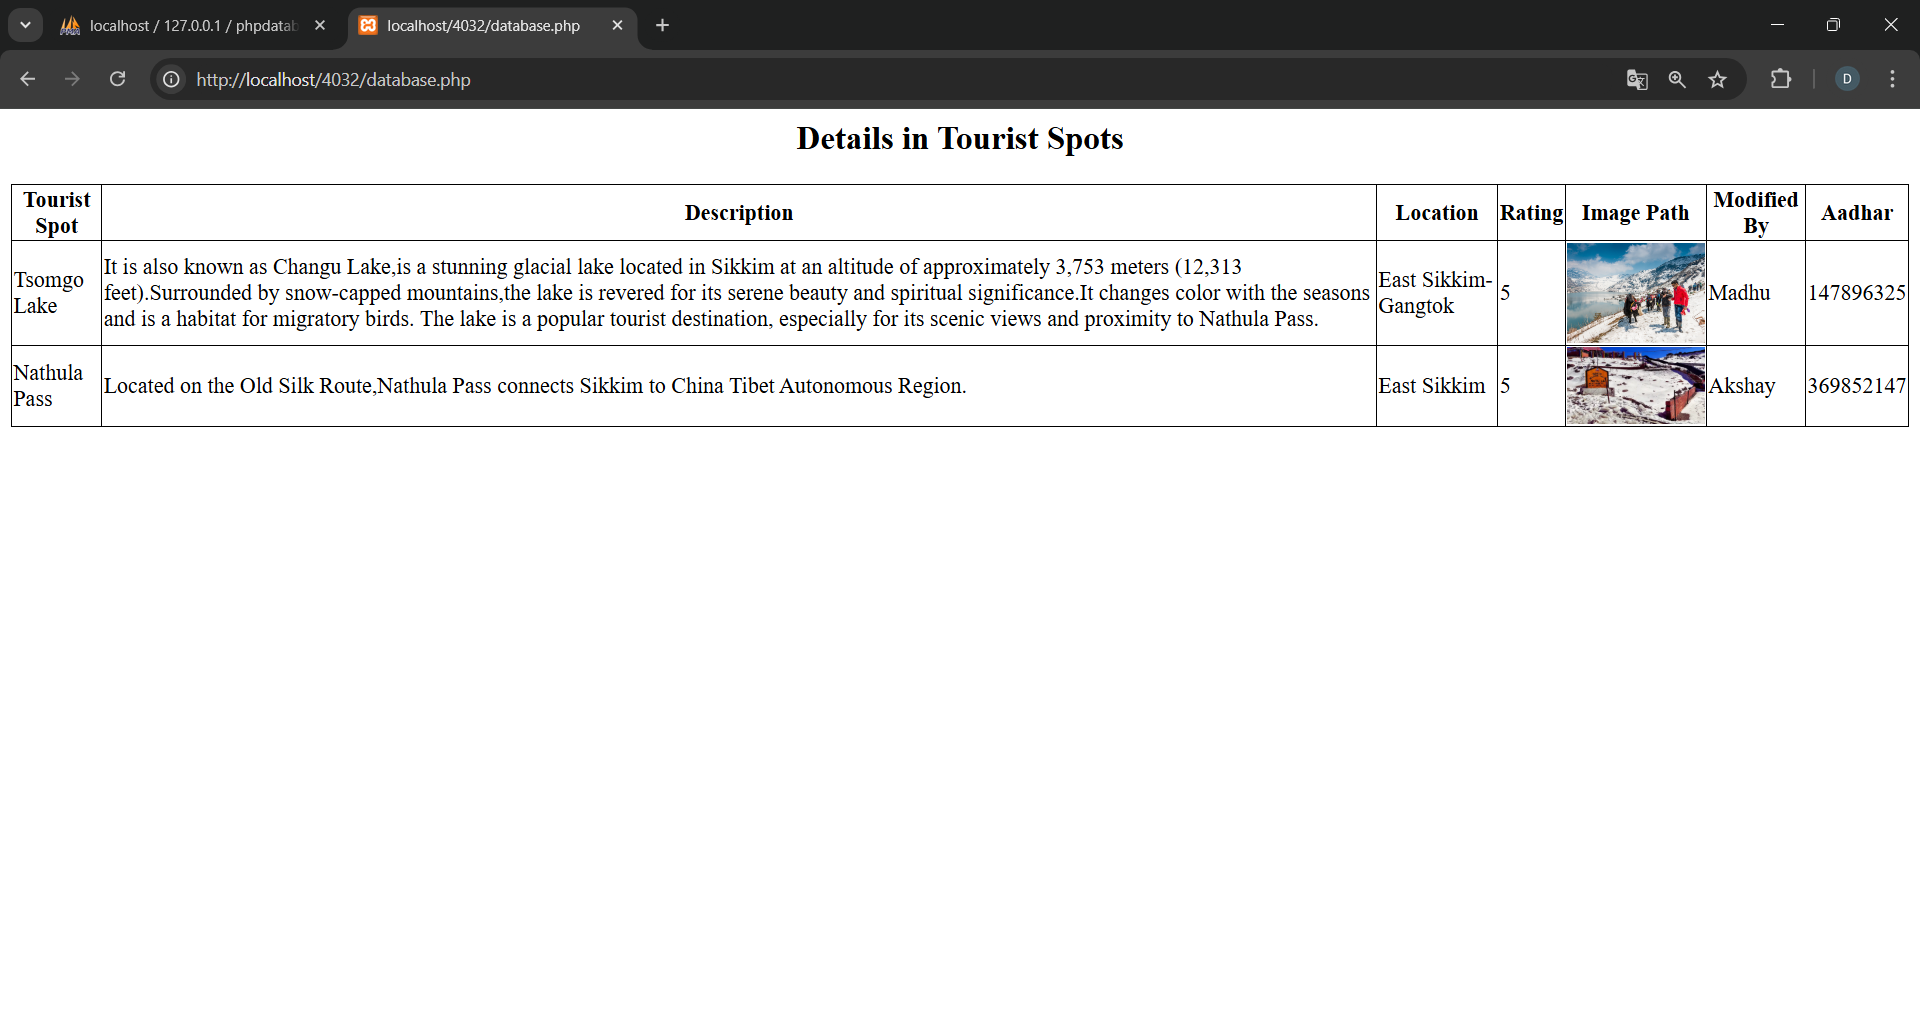 localhost / 127.0.0.1 / phpdatab
localhost/4032/database.php
http://localhost/4032/database.php
D
Details in Tourist Spots
Tourist Spot
Description
Location
Rating
Image Path
Modified By
Aadhar
Tsomgo Lake
It is also known as Changu Lake,is a stunning glacial lake located in Sikkim at an altitude of approximately 3,753 meters (12,313
feet).Surrounded by snow-capped mountains,the lake is revered for its serene beauty and spiritual significance.It changes color with the seasons
and is a habitat for migratory birds. The lake is a popular tourist destination, especially for its scenic views and proximity to Nathula Pass.
East Sikkim-
Gangtok
5
Madhu
147896325
Nathula
Pass
Located on the Old Silk Route,Nathula Pass connects Sikkim to China Tibet Autonomous Region.
East Sikkim
5
Akshay
369852147